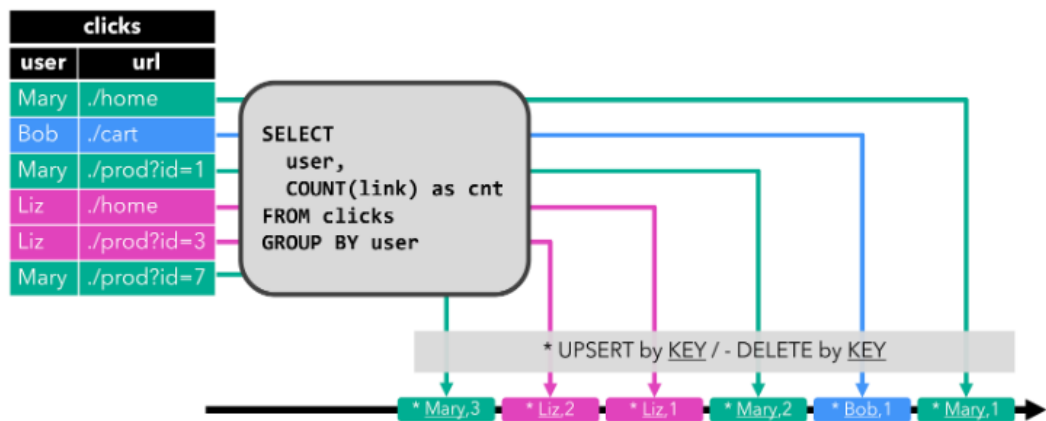 clicks
user url
Mary ./home
Bob ./cart
Mary ./prod?id=1
Liz ./home
Liz ./prod?id=3
Mary ./prod?id=7
SELECT
user,
COUNT(link) as cnt
FROM clicks
GROUP BY user
* UPSERT by KEY / - DELETE by KEY
* Mary,3 * Liz,2 * Liz,1 * Mary,2 * Bob,1 * Mary,1